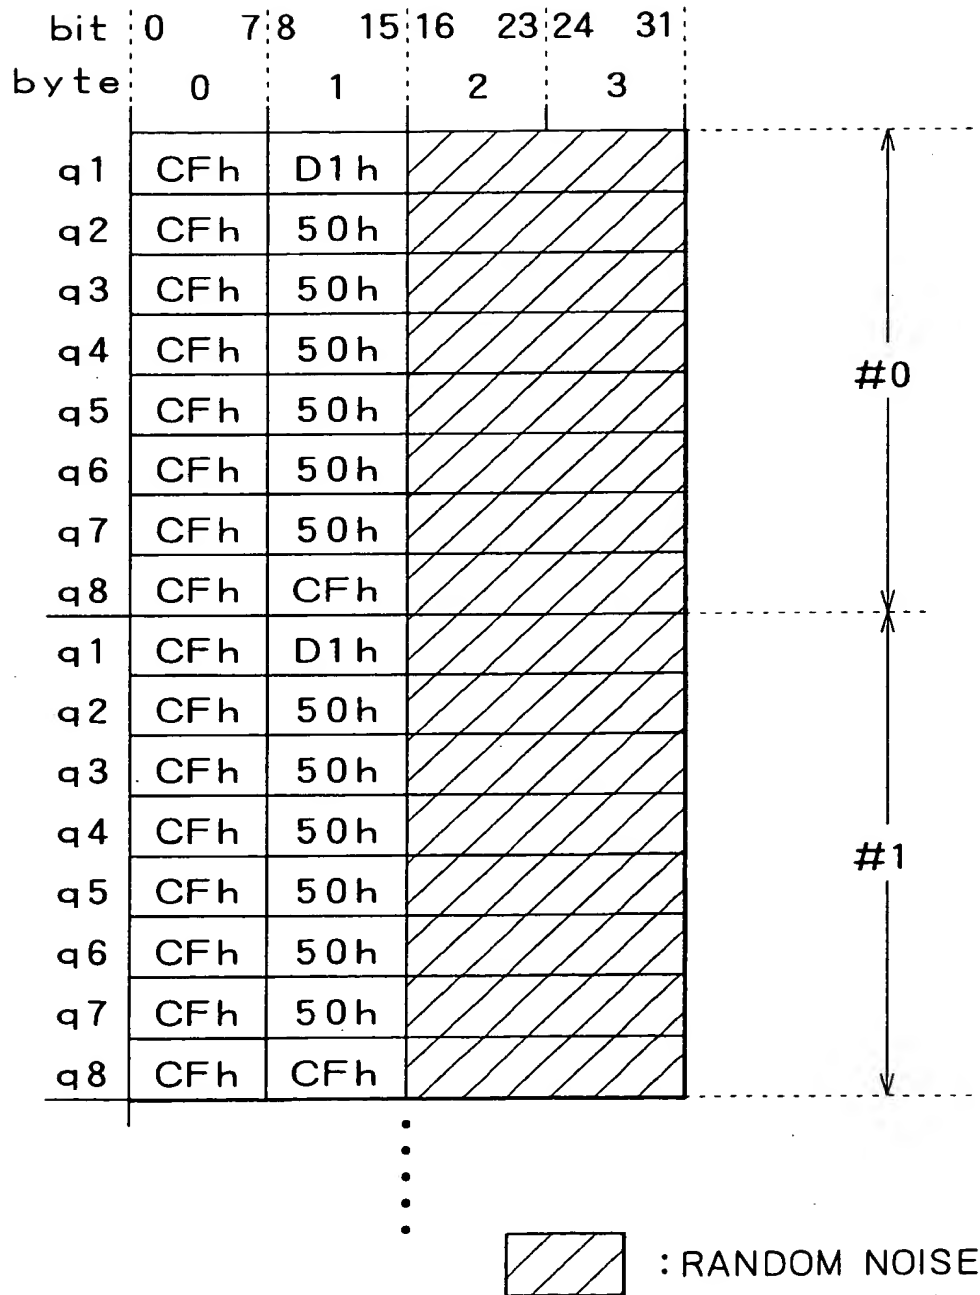 bit 0 7 8 15 16 23 24 31
byte 0 1 2 3
q1 CFh D1h
q2 CFh 50h
q3 CFh 50h
q4 CFh 50h
#0
q5 CFh 50h
q6 CFh 50h
q7 CFh 50h
q8 CFh CFh
q1 CFh D1h
q2 CFh 50h
q3 CFh 50h
q4 CFh 50h
#1
q5 CFh 50h
q6 CFh 50h
q7 CFh 50h
q8 CFh CFh
: RANDOM NOISE